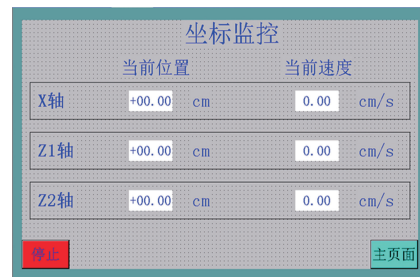 坐标监控
当前位置 当前速度
X轴 +00.00 cm 0.00 cm/s
Z1轴 +00.00 cm 0.00 cm/s
Z2轴 +00.00 cm 0.00 cm/s
停止 主页面